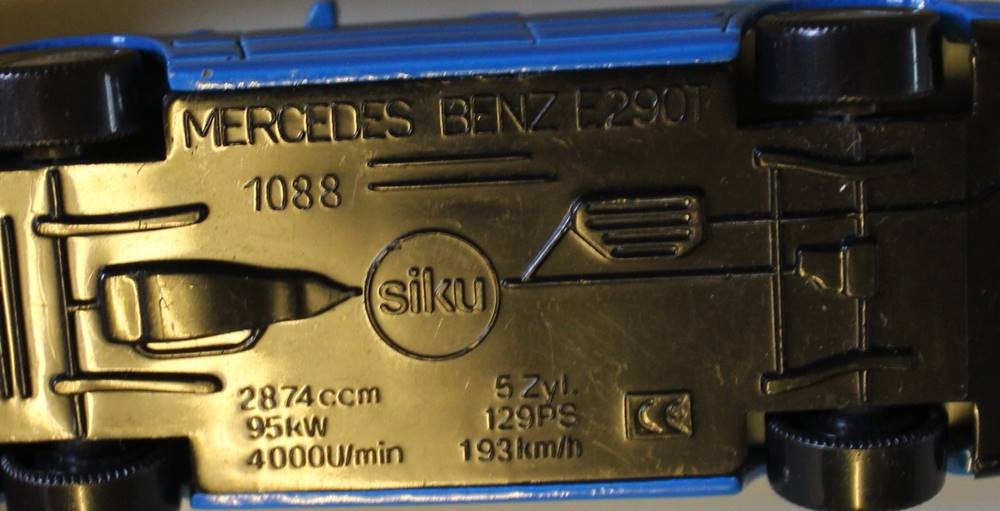 MERCEDES BENZ E290T
1088
siku
2874ccm
95kW
4000U/min
5 Zyl.
129PS
193km/h
CE